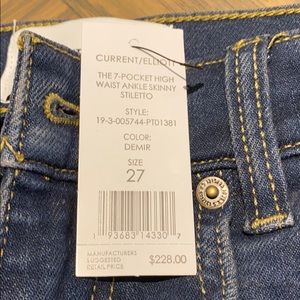 CURRENT/ELLIOTT
THE 7-POCKET HIGH
WAIST ANKLE SKINNY
STILETTO
STYLE:
19-3-005744-PT01381
COLOR:
DEMIR
SIZE
27
1 93683 14330 7
MANUFACTURERS
SUGGESTED
RETAIL PRICE
$228.00